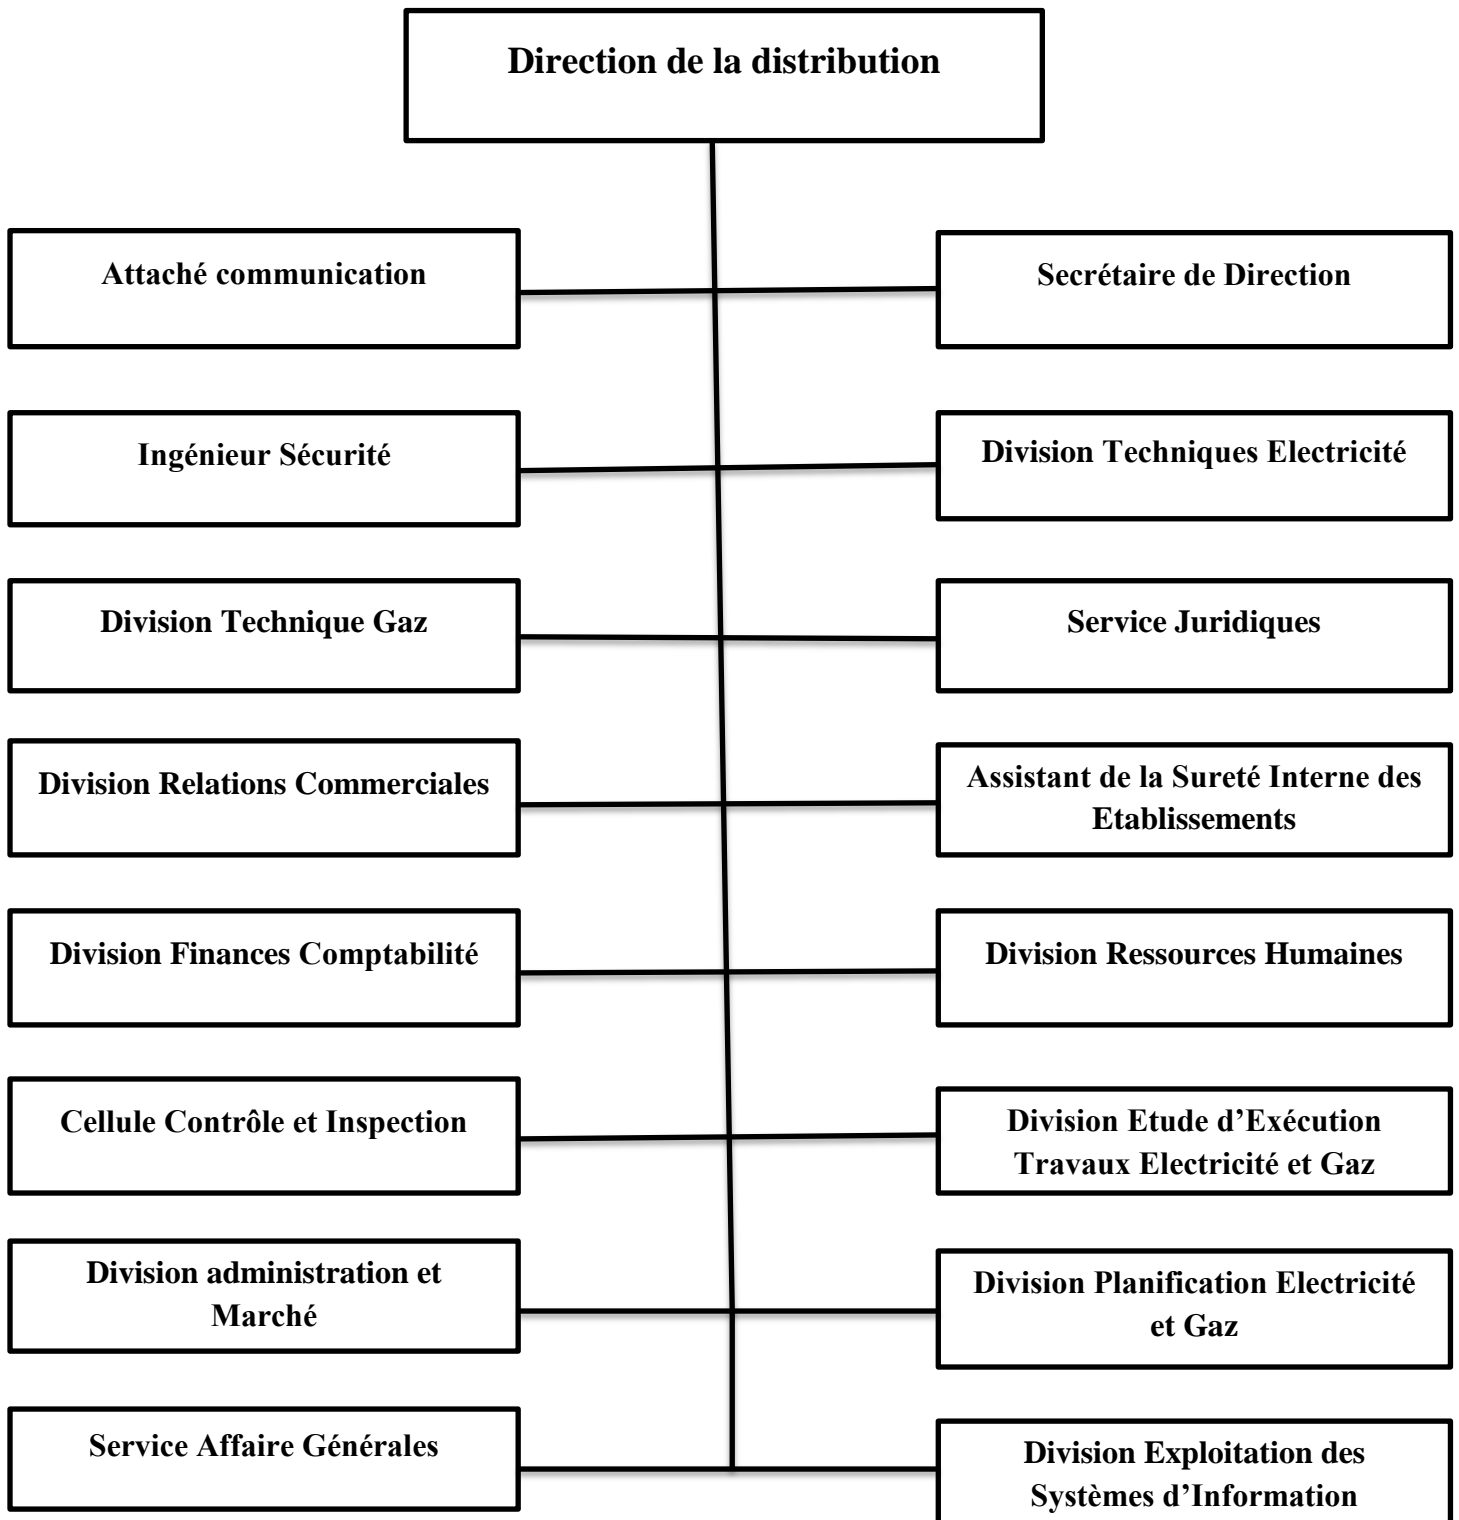 Direction de la distribution
Attaché communication
Secrétaire de Direction
Ingénieur Sécurité
Division Techniques Electricité
Division Technique Gaz
Service Juridiques
Division Relations Commerciales
Assistant de la Sureté Interne des
Etablissements
Division Finances Comptabilité
Division Ressources Humaines
Cellule Contrôle et Inspection
Division Etude d’Exécution
Travaux Electricité et Gaz
Division administration et
Marché
Division Planification Electricité
et Gaz
Service Affaire Générales
Division Exploitation des
Systèmes d’Information